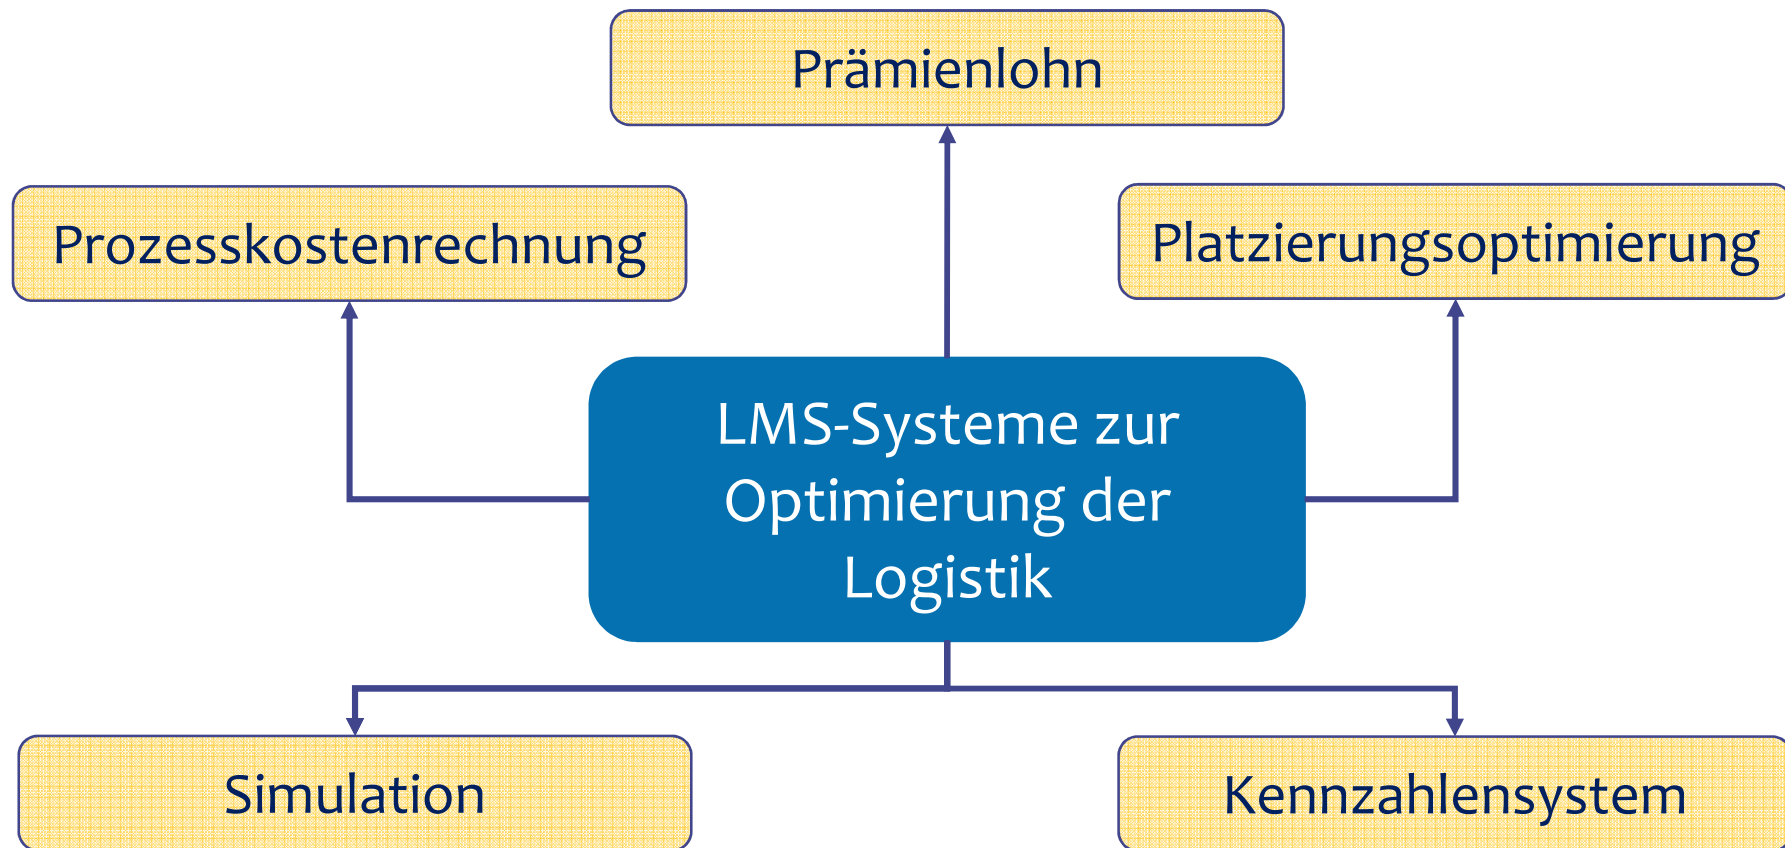 Prämienlohn
Prozesskostenrechnung
Platzierungsoptimierung
LMS-Systeme zur
Optimierung der
Logistik
Simulation
Kennzahlensystem